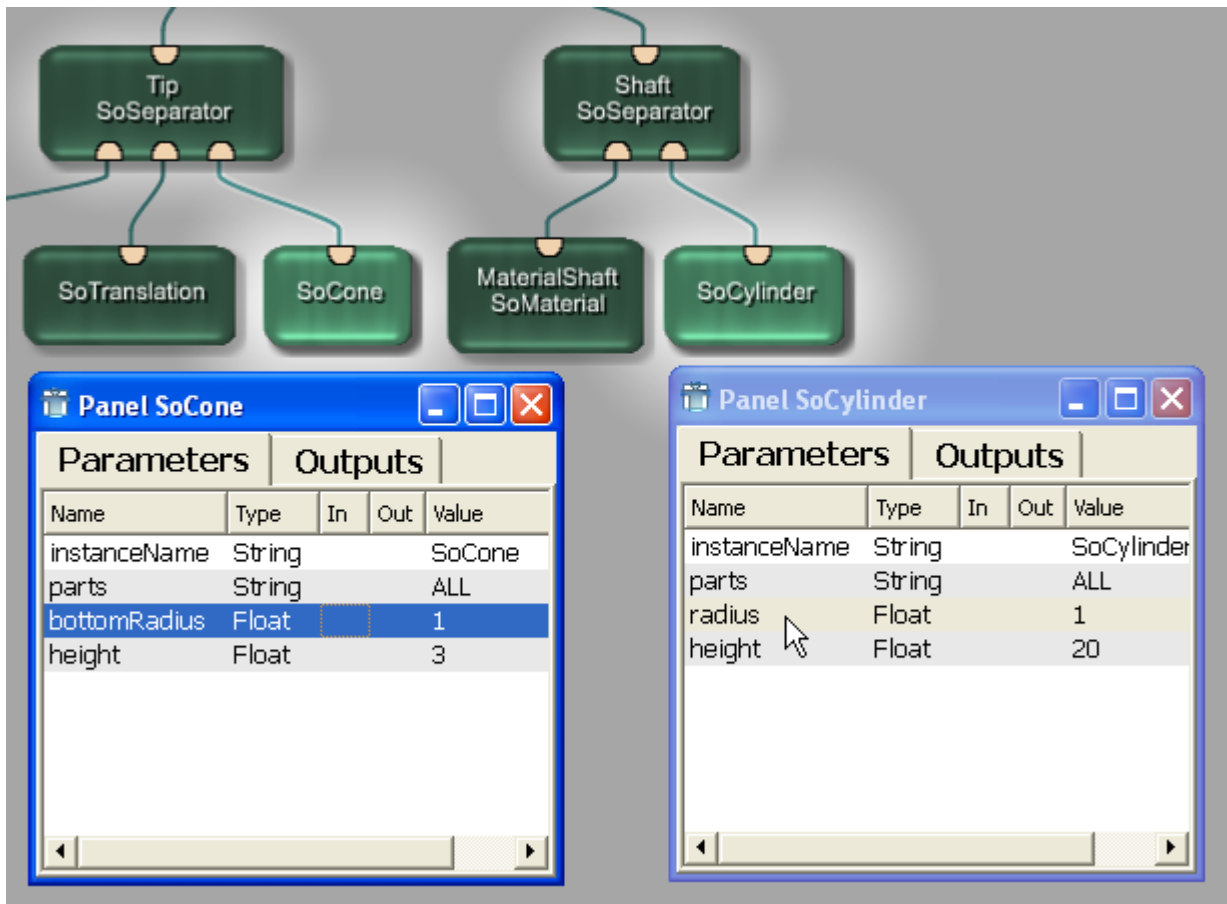 Tip
SoSeparator
Shaft
SoSeparator
SoTranslation
SoCone
MaterialShaft
SoMaterial
SoCylinder
Panel SoCone
Parameters Outputs
Name Type In Out Value
instanceName String SoCone
parts String ALL
bottomRadius Float 1
height Float 3
Panel SoCylinder
Parameters Outputs
Name Type In Out Value
instanceName String SoCylinder
parts String ALL
radius Float 1
height Float 20